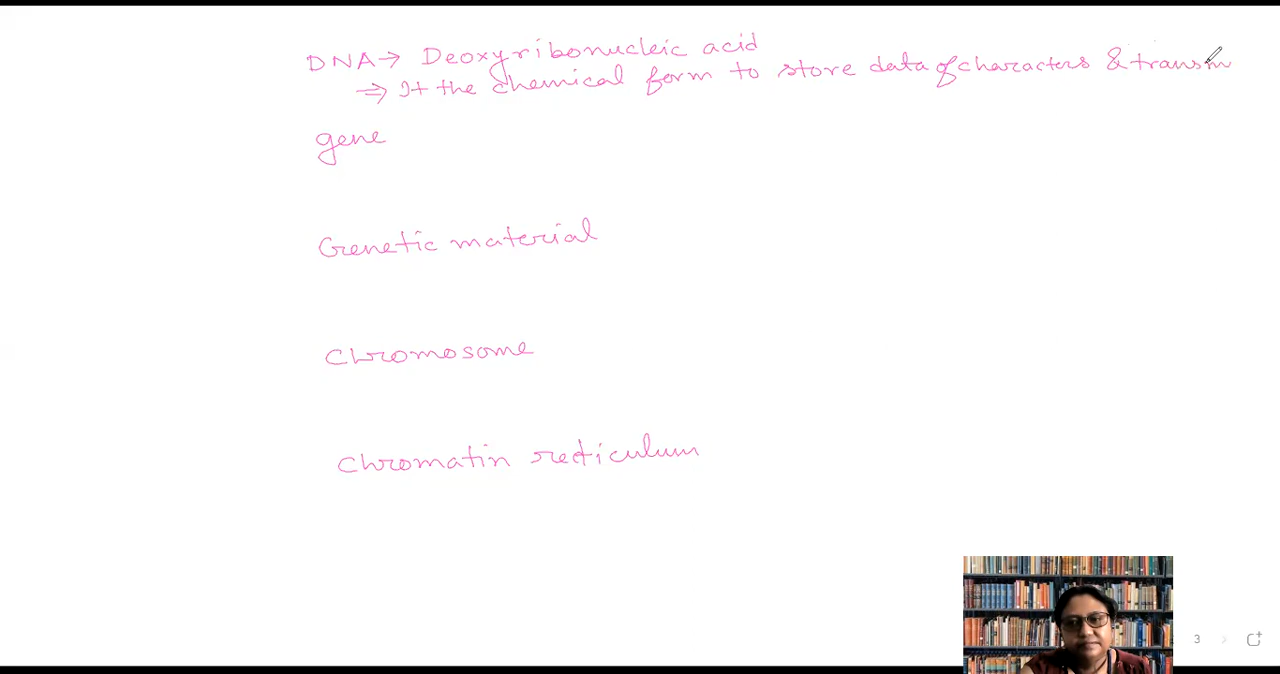 DNA → Deoxyribonucleic acid
⇒ It the chemical form to store data of characters & transm
gene
Genetic material
chromosome
chromatin recticulum
3